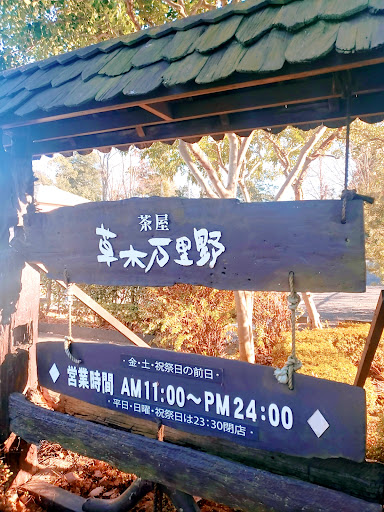 茶屋
草木万里野
・金・土・祝祭日の前日・
営業時間 AM11:00～PM24:00
・平日・日曜・祝祭日は23:30閉店・